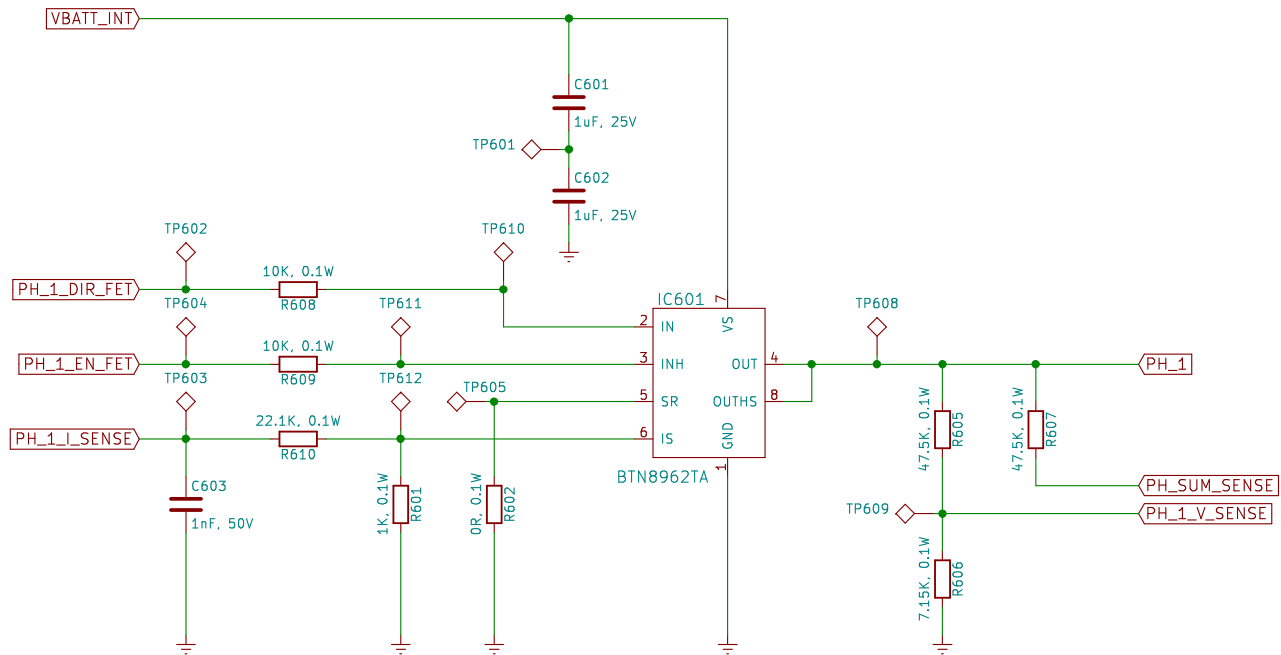 VBATT_INT
C601
1uF, 25V
TP601
C602
1uF, 25V
TP602
TP610
10K, 0.1W
PH_1_DIR_FET
R608
TP604
TP611
IC601
7
VS
TP608
2
IN
10K, 0.1W
PH_1_EN_FET
R609
3
INH
OUT
4
PH_1
TP603
TP612
TP605
5
SR
OUTHS
8
47.5K, 0.1W
R605
47.5K, 0.1W
R607
22.1K, 0.1W
PH_1_I_SENSE
R610
6
IS
GND
1
BTN8962TA
C603
1nF, 50V
1K, 0.1W
R601
0R, 0.1W
R602
PH_SUM_SENSE
TP609
PH_1_V_SENSE
7.15K, 0.1W
R606